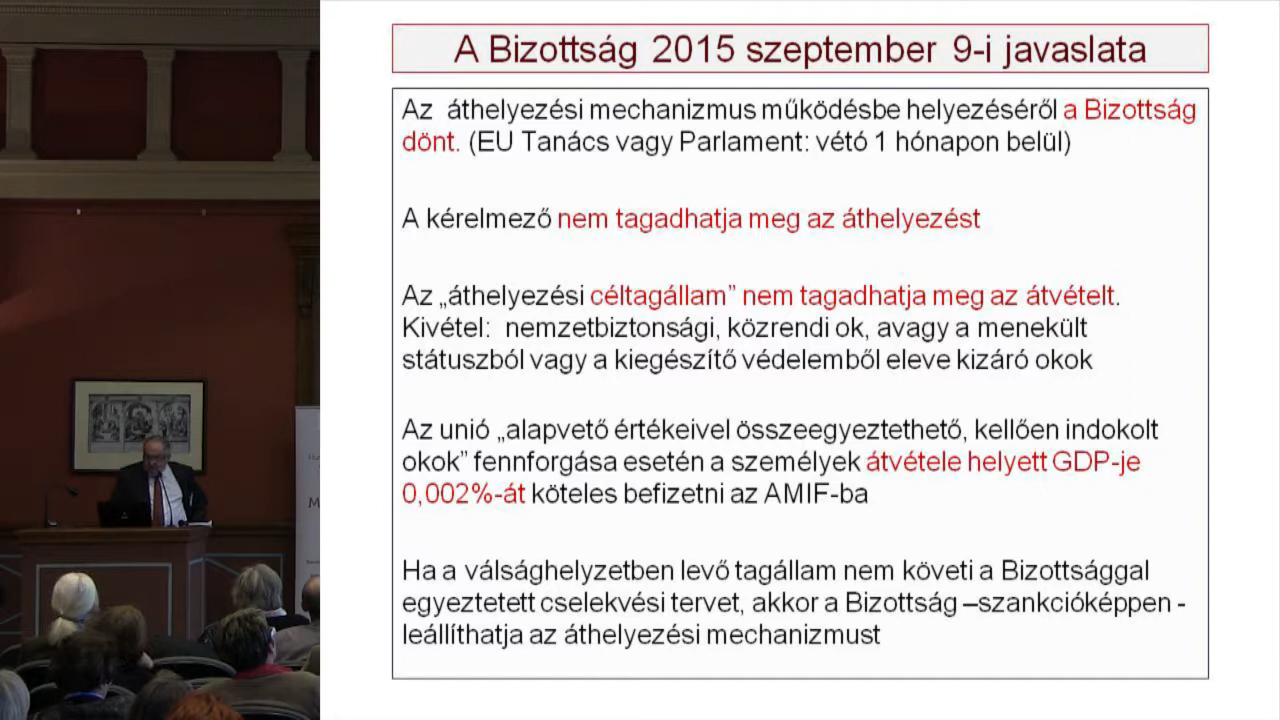 A Bizottság 2015 szeptember 9-i javaslata
Az áthelyezési mechanizmus működésbe helyezéséről a Bizottság
dönt. (EU Tanács vagy Parlament: vétó 1 hónapon belül)
A kérelmező nem tagadhatja meg az áthelyezést
Az „áthelyezési céltagállam” nem tagadhatja meg az átvételt.
Kivétel: nemzetbiztonsági, közrendi ok, avagy a menekült
státuszból vagy a kiegészítő védelemből eleve kizáró okok
Az unió „alapvető értékeivel összeegyeztethető, kellően indokolt
okok” fennforgása esetén a személyek átvétele helyett GDP-je
0,002%-át köteles befizetni az AMIF-ba
Ha a válsághelyzetben levő tagállam nem követi a Bizottsággal
egyeztetett cselekvési tervet, akkor a Bizottság –szankcióképpen -
leállíthatja az áthelyezési mechanizmust